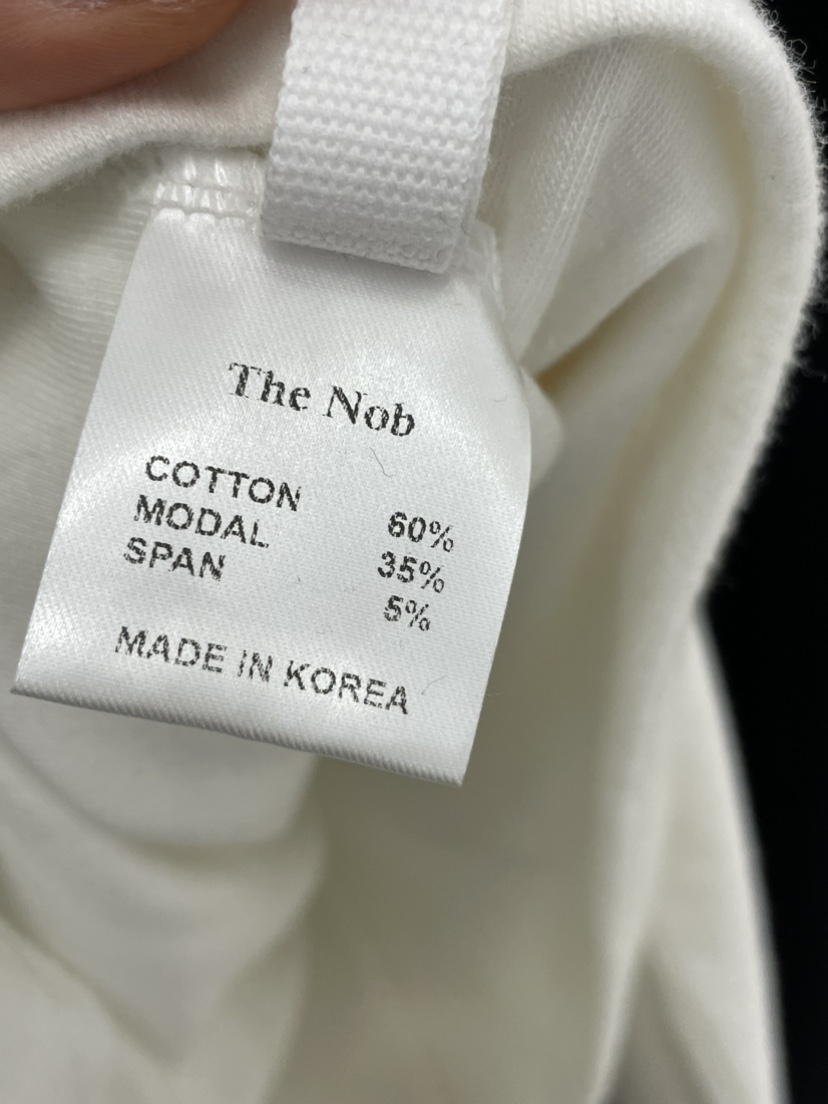 The Nob
COTTON 60%
MODAL 35%
SPAN 5%
MADE IN KOREA